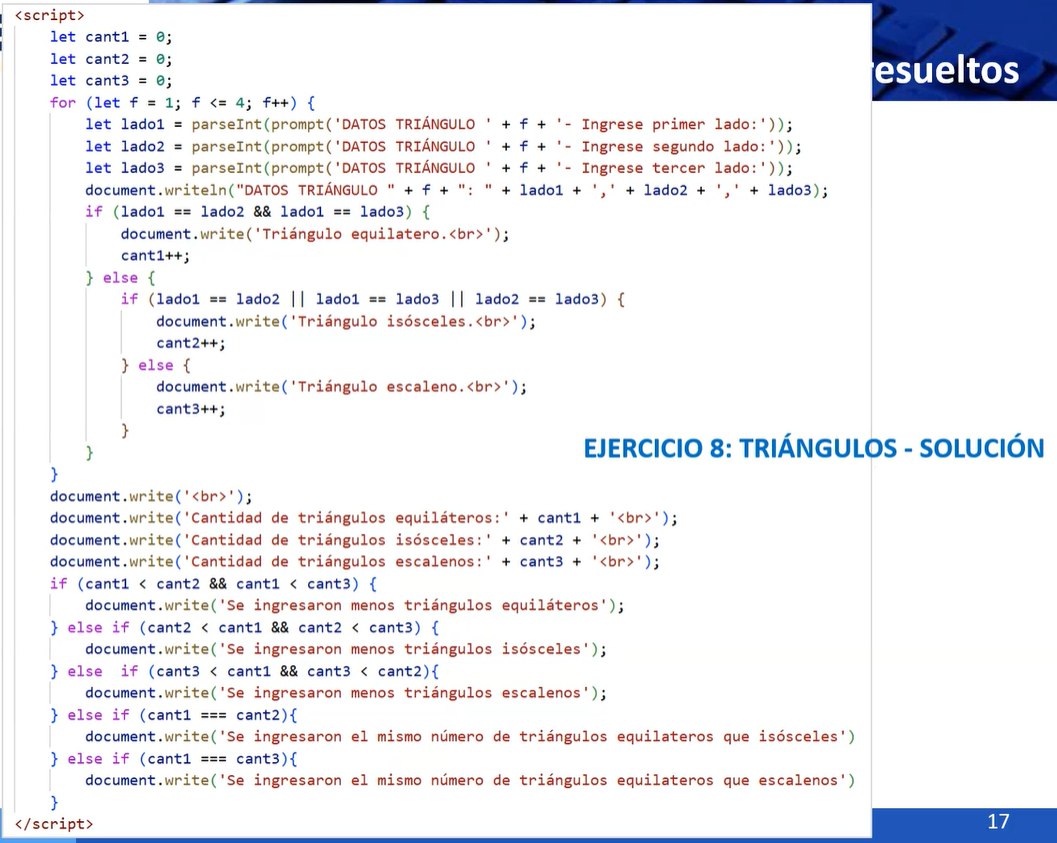 <script>
let cant1 = 0;
let cant2 = 0;
let cant3 = 0;
for (let f = 1; f <= 4; f++) {
let lado1 = parseInt(prompt('DATOS TRIÁNGULO ' + f + '- Ingrese primer lado:'));
let lado2 = parseInt(prompt('DATOS TRIÁNGULO ' + f + '- Ingrese segundo lado:'));
let lado3 = parseInt(prompt('DATOS TRIÁNGULO ' + f + '- Ingrese tercer lado:'));
document.writeln("DATOS TRIÁNGULO " + f + ": " + lado1 + ',' + lado2 + ',' + lado3);
if (lado1 == lado2 && lado1 == lado3) {
document.write('Triángulo equilatero.<br>');
cant1++;
} else {
if (lado1 == lado2 || lado1 == lado3 || lado2 == lado3) {
document.write('Triángulo isósceles.<br>');
cant2++;
} else {
document.write('Triángulo escaleno.<br>');
cant3++;
}
}
}
document.write('<br>');
document.write('Cantidad de triángulos equiláteros:' + cant1 + '<br>');
document.write('Cantidad de triángulos isósceles:' + cant2 + '<br>');
document.write('Cantidad de triángulos escalenos:' + cant3 + '<br>');
if (cant1 < cant2 && cant1 < cant3) {
document.write('Se ingresaron menos triángulos equiláteros');
} else if (cant2 < cant1 && cant2 < cant3) {
document.write('Se ingresaron menos triángulos isósceles');
} else  if (cant3 < cant1 && cant3 < cant2){
document.write('Se ingresaron menos triángulos escalenos');
} else if (cant1 === cant2){
document.write('Se ingresaron el mismo número de triángulos equilateros que isósceles')
} else if (cant1 === cant3){
document.write('Se ingresaron el mismo número de triángulos equilateros que escalenos')
}
</script>
esueltos
EJERCICIO 8: TRIÁNGULOS - SOLUCIÓN
17